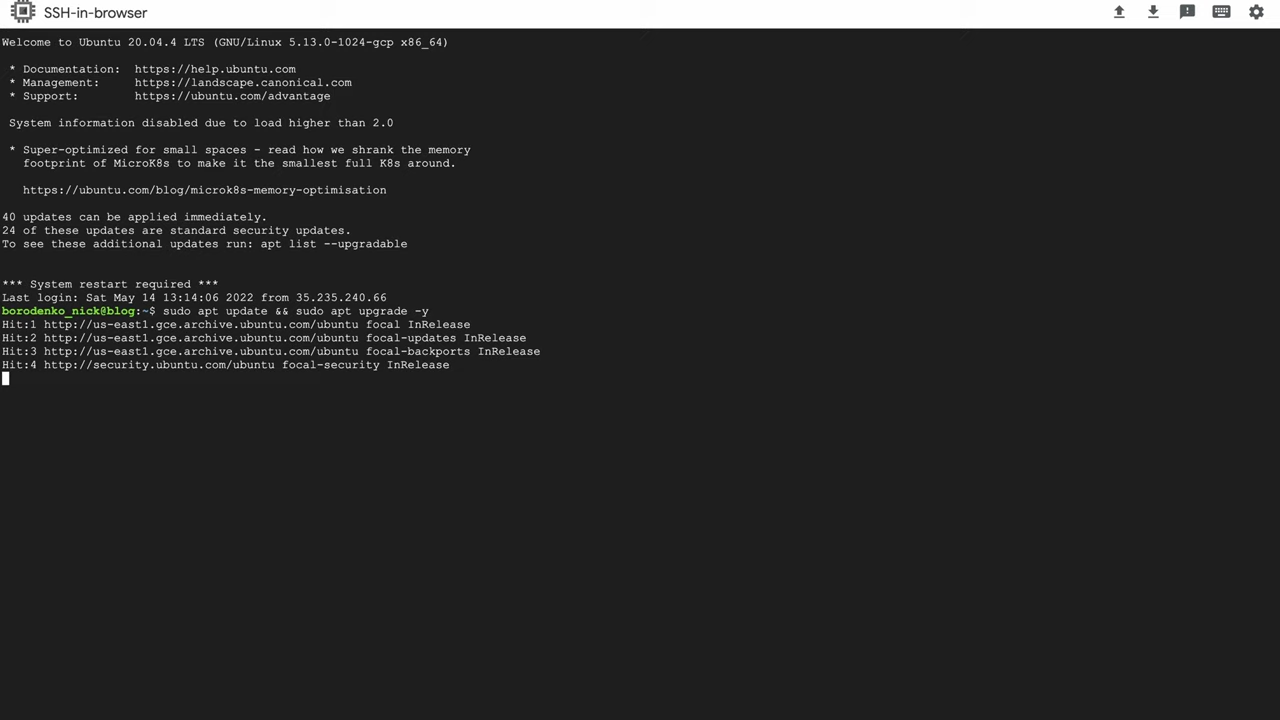 SSH-in-browser
Welcome to Ubuntu 20.04.4 LTS (GNU/Linux 5.13.0-1024-gcp x86_64)
* Documentation: https://help.ubuntu.com
* Management: https://landscape.canonical.com
* Support: https://ubuntu.com/advantage
System information disabled due to load higher than 2.0
* Super-optimized for small spaces - read how we shrank the memory
footprint of MicroK8s to make it the smallest full K8s around.
https://ubuntu.com/blog/microk8s-memory-optimisation
40 updates can be applied immediately.
24 of these updates are standard security updates.
To see these additional updates run: apt list --upgradable
*** System restart required ***
Last login: Sat May 14 13:14:06 2022 from 35.235.240.66
borodenko_nick@blog:~$ sudo apt update && sudo apt upgrade -y
Hit:1 http://us-east1.gce.archive.ubuntu.com/ubuntu focal InRelease
Hit:2 http://us-east1.gce.archive.ubuntu.com/ubuntu focal-updates InRelease
Hit:3 http://us-east1.gce.archive.ubuntu.com/ubuntu focal-backports InRelease
Hit:4 http://security.ubuntu.com/ubuntu focal-security InRelease